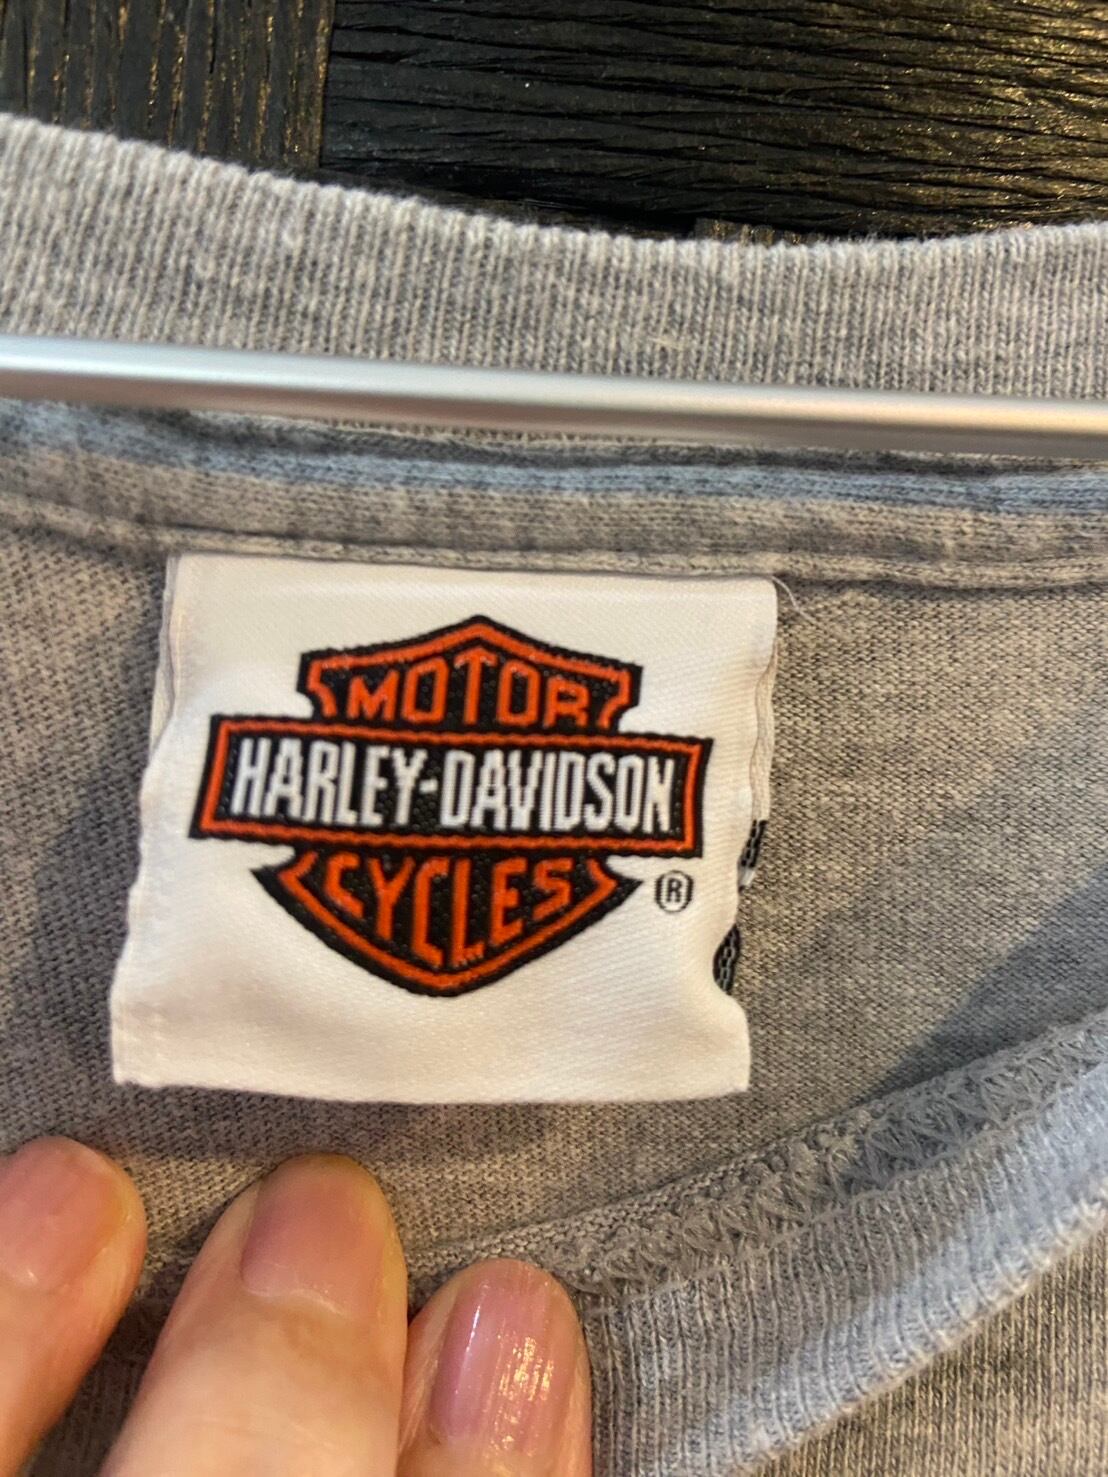 MOTOR
HARLEY-DAVIDSON
CYCLES
®